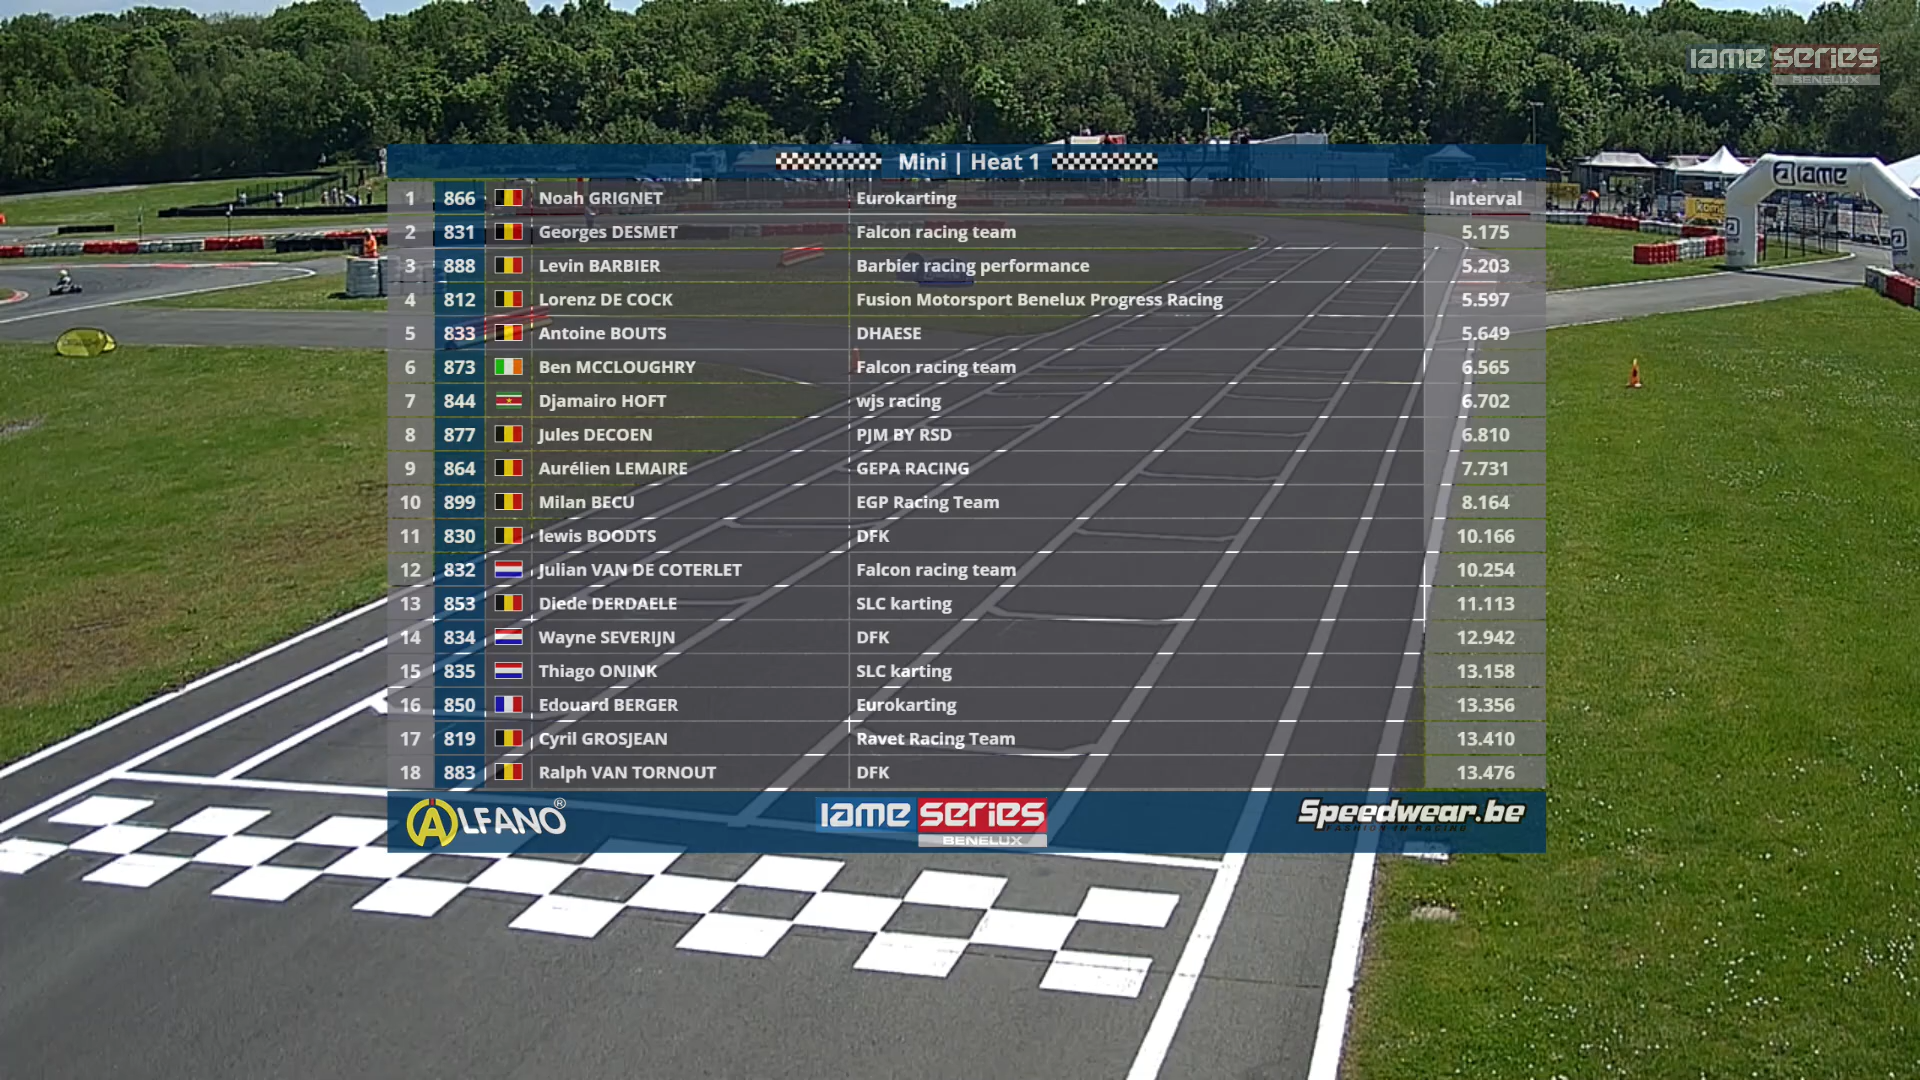 IAME SERIES
BENELUX
Mini | Heat 1
1 866 Noah GRIGNET Eurokarting Interval
2 831 Georges DESMET Falcon racing team 5.175
3 888 Levin BARBIER Barbier racing performance 5.203
4 812 Lorenz DE COCK Fusion Motorsport Benelux Progress Racing 5.597
5 833 Antoine BOUTS DHAESE 5.649
6 873 Ben MCCLOUGHRY Falcon racing team 6.565
7 844 Djamairo HOFT wjs racing 6.702
8 877 Jules DECOEN PJM BY RSD 6.810
9 864 Aurélien LEMAIRE GEPA RACING 7.731
10 899 Milan BECU EGP Racing Team 8.164
11 830 lewis BOODTS DFK 10.166
12 832 Julian VAN DE COTERLET Falcon racing team 10.254
13 853 Diede DERDAELE SLC karting 11.113
14 834 Wayne SEVERIJN DFK 12.942
15 835 Thiago ONINK SLC karting 13.158
16 850 Edouard BERGER Eurokarting 13.356
17 819 Cyril GROSJEAN Ravet Racing Team 13.410
18 883 Ralph VAN TORNOUT DFK 13.476
ALFANO®
IAME SERIES
BENELUX
Speedwear.be
FASHION IN RACING
iame